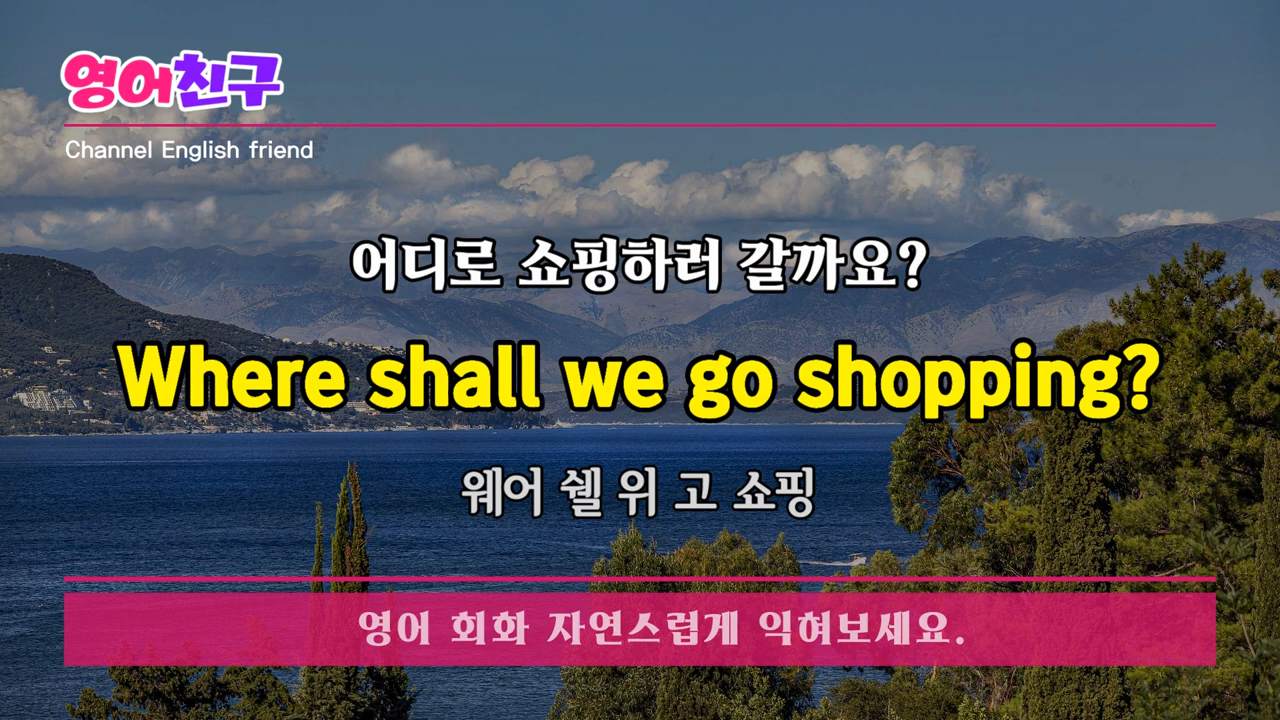 영어친구
Channel English friend
어디로 쇼핑하러 갈까요?
Where shall we go shopping?
웨어 쉘 위 고 쇼핑
영어 회화 자연스럽게 익혀보세요.